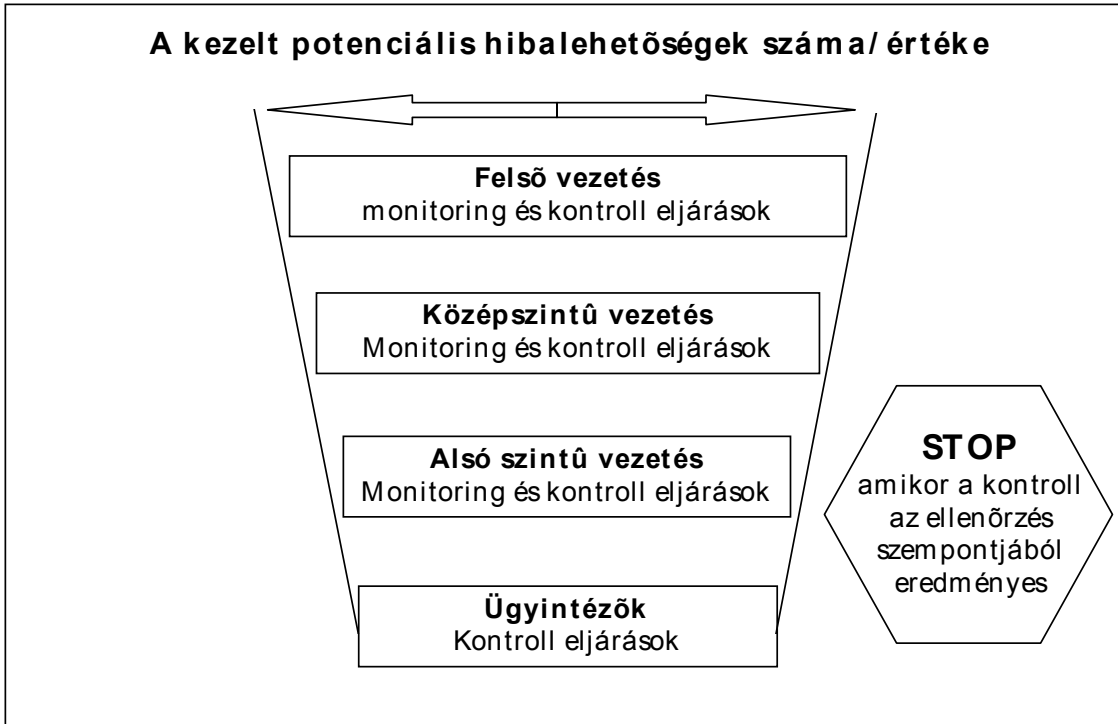 A kezelt potenciális hibalehetõségek száma/ értéke
Felsõ vezetés
monitoring és kontroll eljárások
Középszintû vezetés
Monitoring és kontroll eljárások
Alsó szintû vezetés
Monitoring és kontroll eljárások
STOP
amikor a kontroll
az ellenõrzés
szempontjából
eredményes
Ügyintézõk
Kontroll eljárások